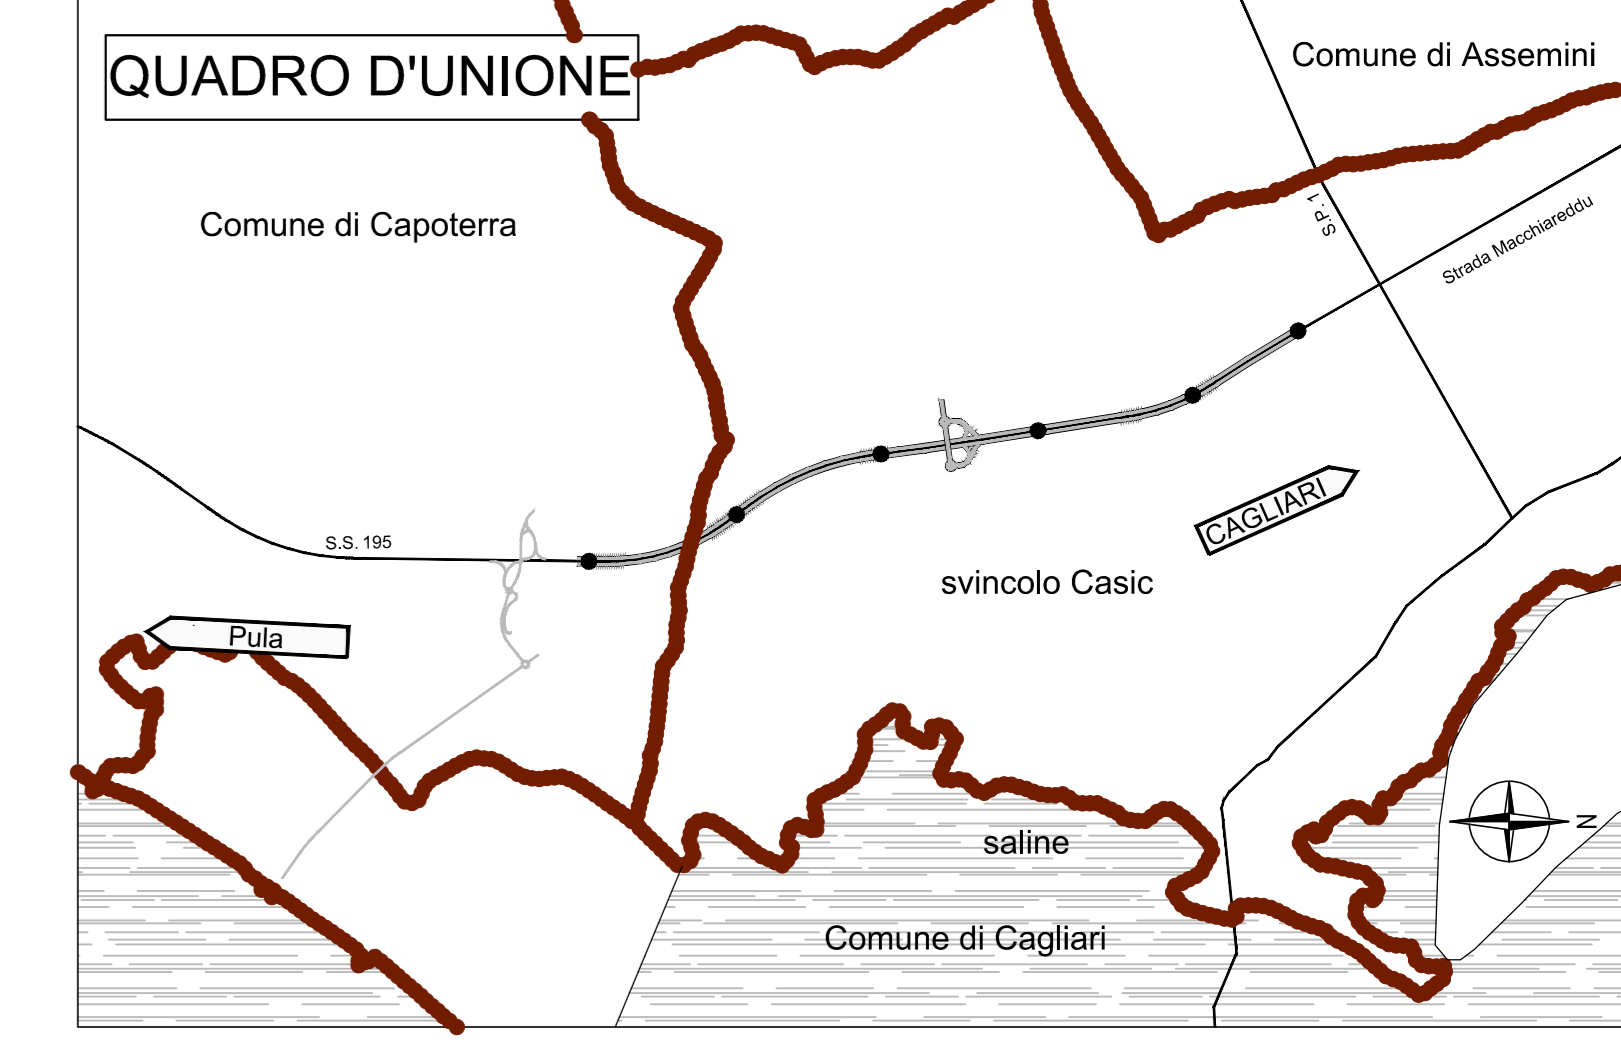 QUADRO D'UNIONE
Comune di Assemini
Comune di Capoterra
S.P. 1
Strada Macchiareddu
CAGLIARI
S.S. 195
svincolo Casic
Pula
saline
N
Comune di Cagliari